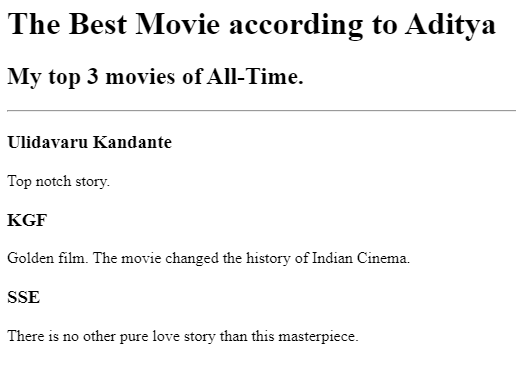 The Best Movie according to Aditya
My top 3 movies of All-Time.
Ulidavaru Kandante
Top notch story.
KGF
Golden film. The movie changed the history of Indian Cinema.
SSE
There is no other pure love story than this masterpiece.